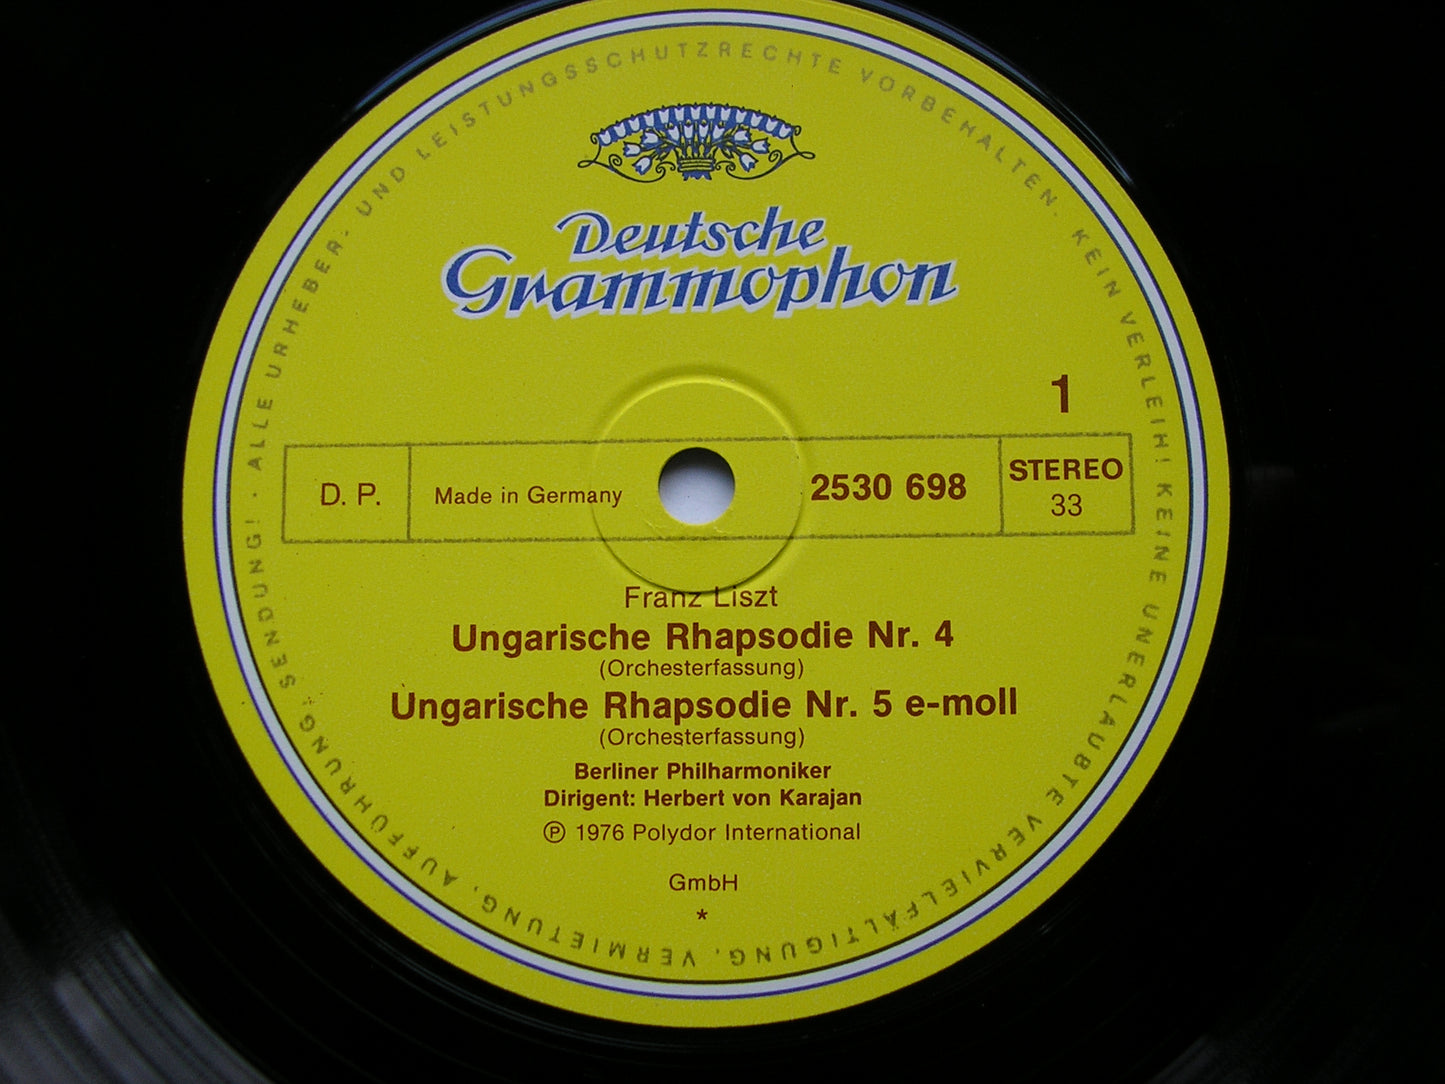 ALLE URHEBER- UND LEISTUNGSSCHUTZRECHTE VORBEHALTEN· KEIN VERLEIH! KEINE UNERLAUBTE VERVIELFÄLTIGUNG, VERMIETUNG, AUFFÜHRUNG, SENDUNG! ·
Deutsche
Grammophon
1
D. P.
Made in Germany
2530 698
STEREO
33
Franz Liszt
Ungarische Rhapsodie Nr. 4
(Orchesterfassung)
Ungarische Rhapsodie Nr. 5 e-moll
(Orchesterfassung)
Berliner Philharmoniker
Dirigent: Herbert von Karajan
℗ 1976 Polydor International
GmbH
*